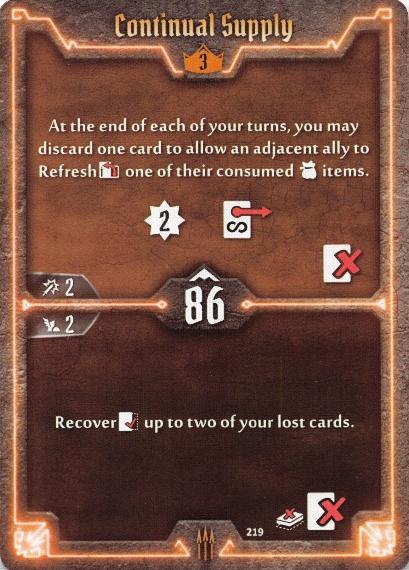 Continual Supply
3
At the end of each of your turns, you may
discard one card to allow an adjacent ally to
Refresh one of their consumed items.
2
S
2
86
2
Recover up to two of your lost cards.
219